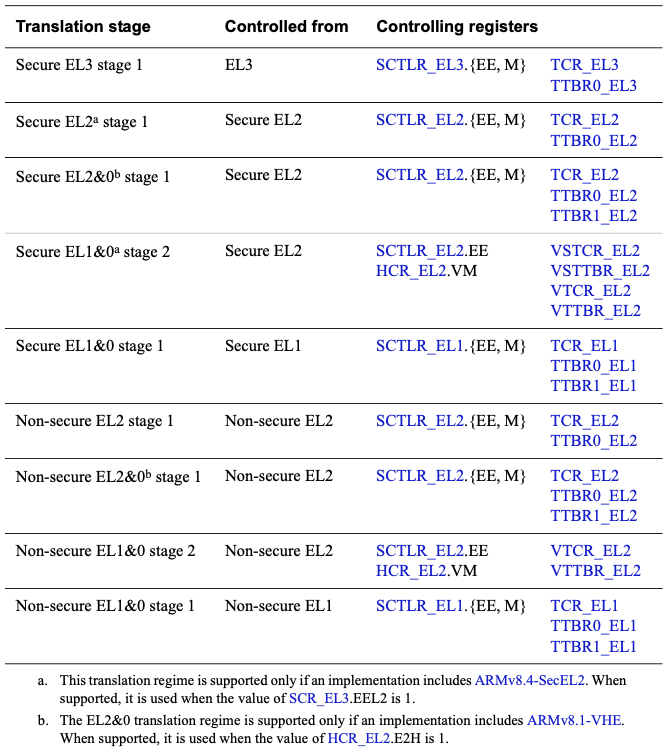 Translation stage Controlled from Controlling registers
Secure EL3 stage 1 EL3 SCTLR_EL3.{EE, M} TCR_EL3
TTBR0_EL3
Secure EL2a stage 1 Secure EL2 SCTLR_EL2.{EE, M} TCR_EL2
TTBR0_EL2
Secure EL2&0b stage 1 Secure EL2 SCTLR_EL2.{EE, M} TCR_EL2
TTBR0_EL2
TTBR1_EL2
Secure EL1&0a stage 2 Secure EL2 SCTLR_EL2.EE VSTCR_EL2
HCR_EL2.VM VSTTBR_EL2
VTCR_EL2
VTTBR_EL2
Secure EL1&0 stage 1 Secure EL1 SCTLR_EL1.{EE, M} TCR_EL1
TTBR0_EL1
TTBR1_EL1
Non-secure EL2 stage 1 Non-secure EL2 SCTLR_EL2.{EE, M} TCR_EL2
TTBR0_EL2
Non-secure EL2&0b stage 1 Non-secure EL2 SCTLR_EL2.{EE, M} TCR_EL2
TTBR0_EL2
TTBR1_EL2
Non-secure EL1&0 stage 2 Non-secure EL2 SCTLR_EL2.EE VTCR_EL2
HCR_EL2.VM VTTBR_EL2
Non-secure EL1&0 stage 1 Non-secure EL1 SCTLR_EL1.{EE, M} TCR_EL1
TTBR0_EL1
TTBR1_EL1
a. This translation regime is supported only if an implementation includes ARMv8.4-SecEL2. When
supported, it is used when the value of SCR_EL3.EEL2 is 1.
b. The EL2&0 translation regime is supported only if an implementation includes ARMv8.1-VHE.
When supported, it is used when the value of HCR_EL2.E2H is 1.